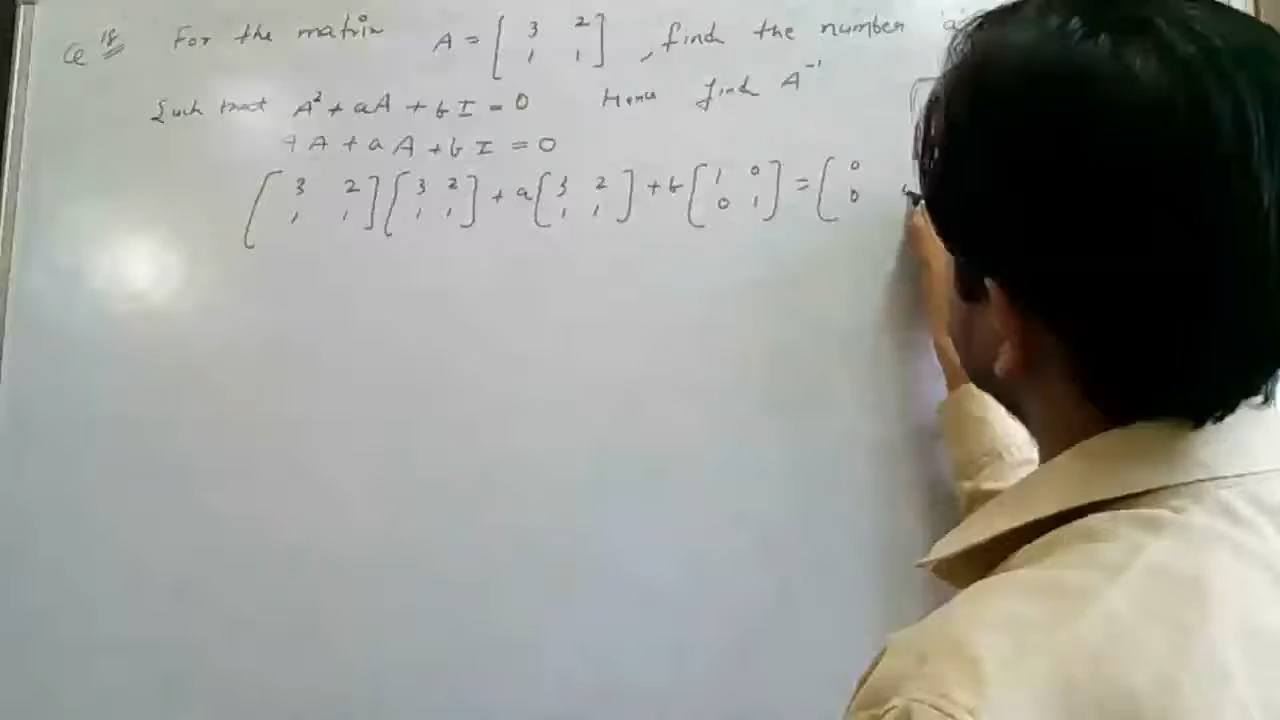 Q 18 For the matrix A = [ 3 2 1 1 ] , find the number 'a'
Such that A² + aA + bI = 0 Hence find A⁻¹
A A + a A + b I = 0
[ 3 2 1 1 ] [ 3 2 1 1 ] + a [ 3 2 1 1 ] + b [ 1 0 0 1 ] = [ 0 0